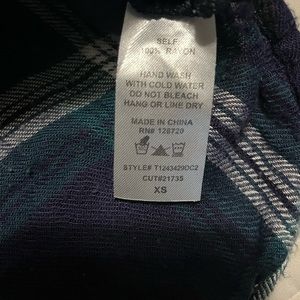 SELF
100% RAYON
HAND WASH
WITH COLD WATER
DO NOT BLEACH
HANG OR LINE DRY
MADE IN CHINA
RN# 128720
STYLE# T1243429DC2
CUT#21735
XS